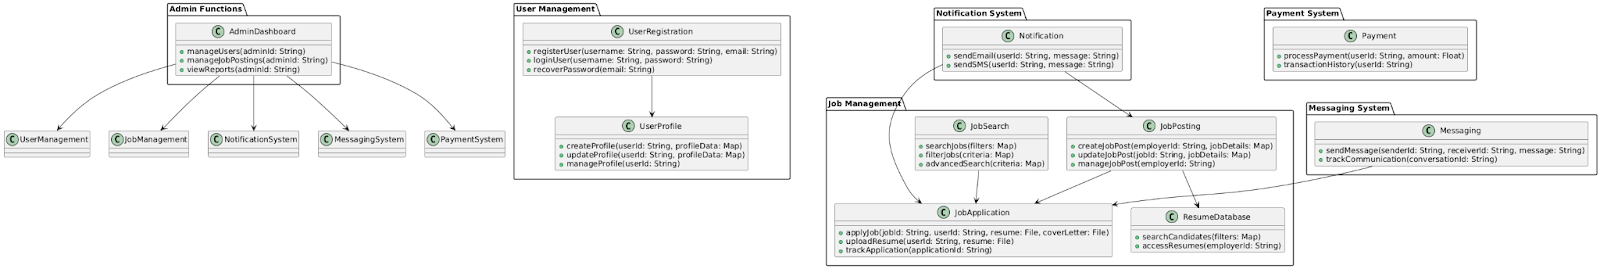 Admin Functions
C AdminDashboard
manageUsers(adminId: String)
manageJobPostings(adminId: String)
viewReports(adminId: String)
C UserManagement
C JobManagement
C NotificationSystem
C MessagingSystem
C PaymentSystem
User Management
C UserRegistration
registerUser(username: String, password: String, email: String)
loginUser(username: String, password: String)
recoverPassword(email: String)
C UserProfile
createProfile(userId: String, profileData: Map)
updateProfile(userId: String, profileData: Map)
manageProfile(userId: String)
Notification System
C Notification
sendEmail(userId: String, message: String)
sendSMS(userId: String, message: String)
Payment System
C Payment
processPayment(userId: String, amount: Float)
transactionHistory(userId: String)
Job Management
C JobSearch
searchJobs(filters: Map)
filterJobs(criteria: Map)
advancedSearch(criteria: Map)
C JobPosting
createJobPost(employerId: String, jobDetails: Map)
updateJobPost(jobId: String, jobDetails: Map)
manageJobPost(employerId: String)
C JobApplication
applyJob(jobId: String, userId: String, resume: File, coverLetter: File)
uploadResume(userId: String, resume: File)
trackApplication(applicationId: String)
C ResumeDatabase
searchCandidates(filters: Map)
accessResumes(employerId: String)
Messaging System
C Messaging
sendMessage(senderId: String, receiverId: String, message: String)
trackCommunication(conversationId: String)